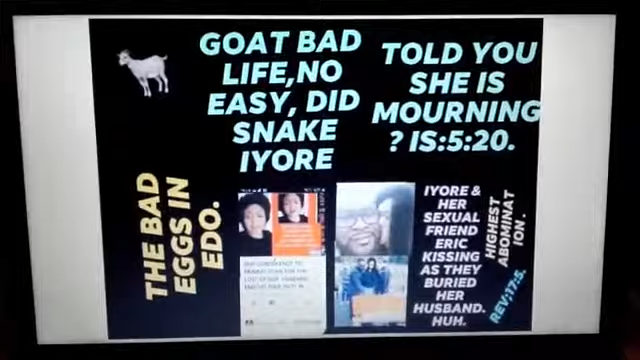 GOAT BAD
LIFE,NO
EASY, DID
SNAKE
IYORE
TOLD YOU
SHE IS
MOURNING
? IS:5:20.
THE BAD
EGGS IN
EDO.
IYORE &
HER
SEXUAL
FRIEND
ERIC
KISSING
AS THEY
BURIED
HER
HUSBAND.
HUH.
HIGHEST
ABOMINAT
ION .
REV;17:5.